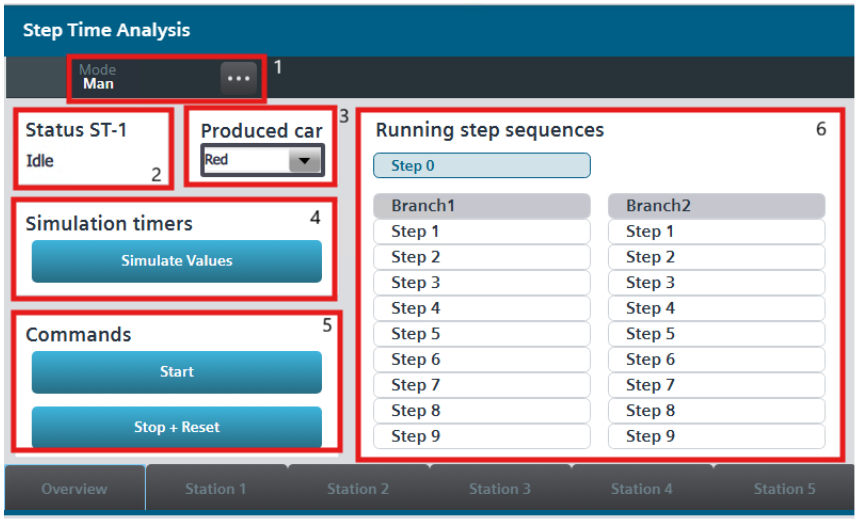 Step Time Analysis
Mode
Man
...
1
Status ST-1
Idle
2
Produced car
3
Red
Simulation timers
4
Simulate Values
Commands
5
Start
Stop + Reset
Running step sequences
6
Step 0
Branch1 Branch2
Step 1 Step 1
Step 2 Step 2
Step 3 Step 3
Step 4 Step 4
Step 5 Step 5
Step 6 Step 6
Step 7 Step 7
Step 8 Step 8
Step 9 Step 9
Overview Station 1 Station 2 Station 3 Station 4 Station 5